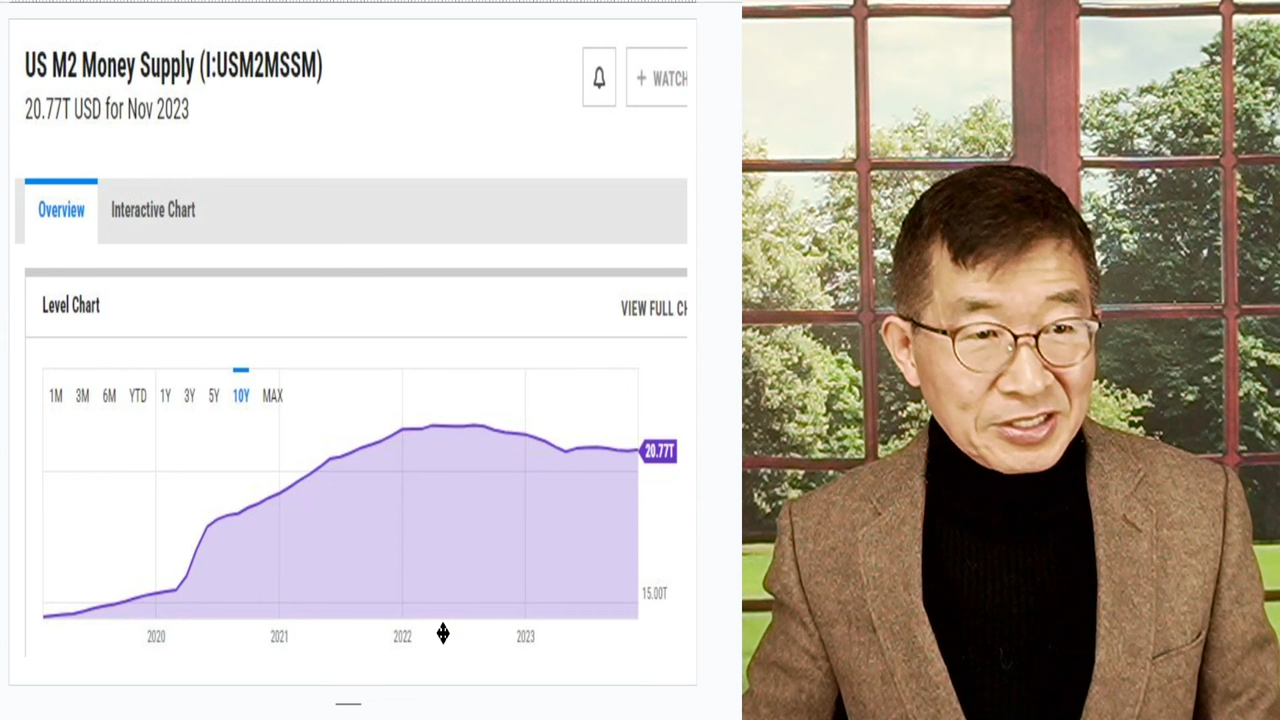 US M2 Money Supply (I:USM2MSSM)
20.77T USD for Nov 2023
+ WATCH
Overview Interactive Chart
Level Chart
VIEW FULL CH
1M 3M 6M YTD 1Y 3Y 5Y 10Y MAX
20.77T
15.00T
2020 2021 2022 2023